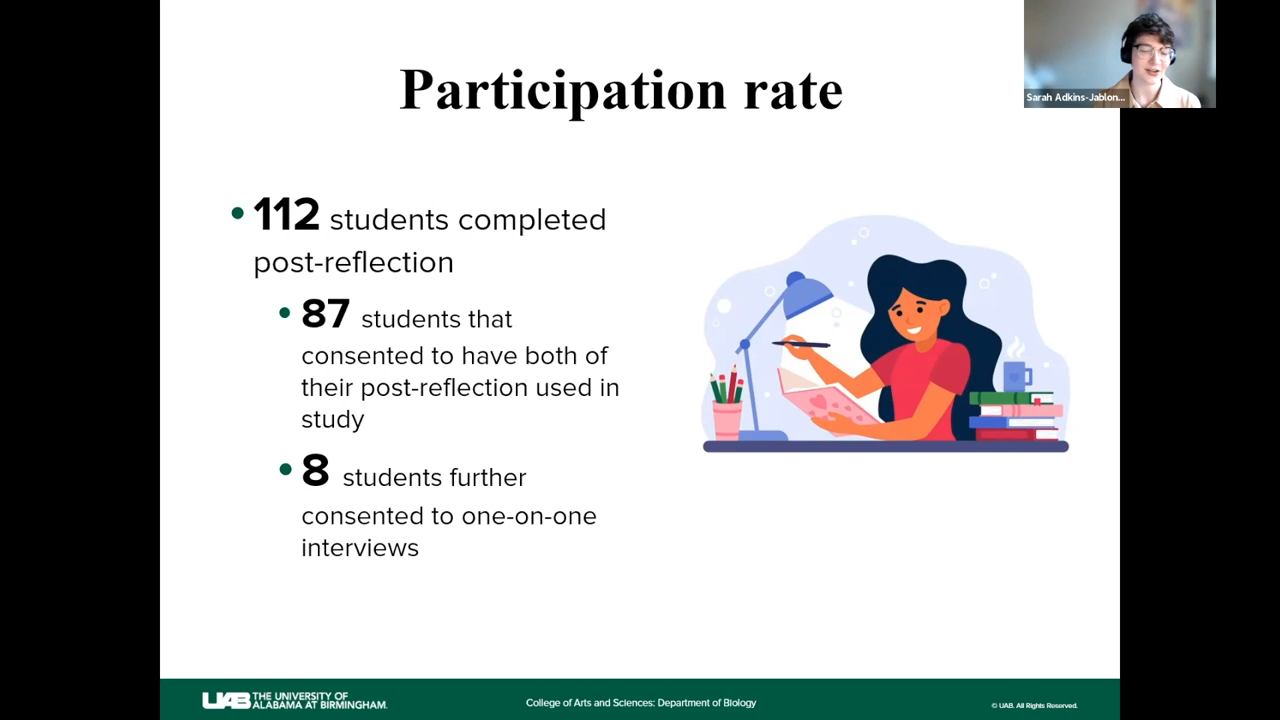 Participation rate
Sarah Adkins-Jablon...
• 112 students completed
post-reflection
• 87 students that
consented to have both of
their post-reflection used in
study
• 8 students further
consented to one-on-one
interviews
UAB THE UNIVERSITY OF
ALABAMA AT BIRMINGHAM.
College of Arts and Sciences: Department of Biology
© UAB. All Rights Reserved.